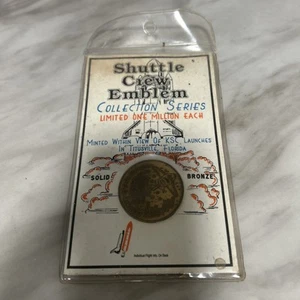 Shuttle
Crew
Emblem
COLLECTION SERIES
LIMITED ONE MILLION EACH
MINTED WITHIN VIEW OF KSC LAUNCHES
IN TITUSVILLE, FLORIDA
SOLID BRONZE